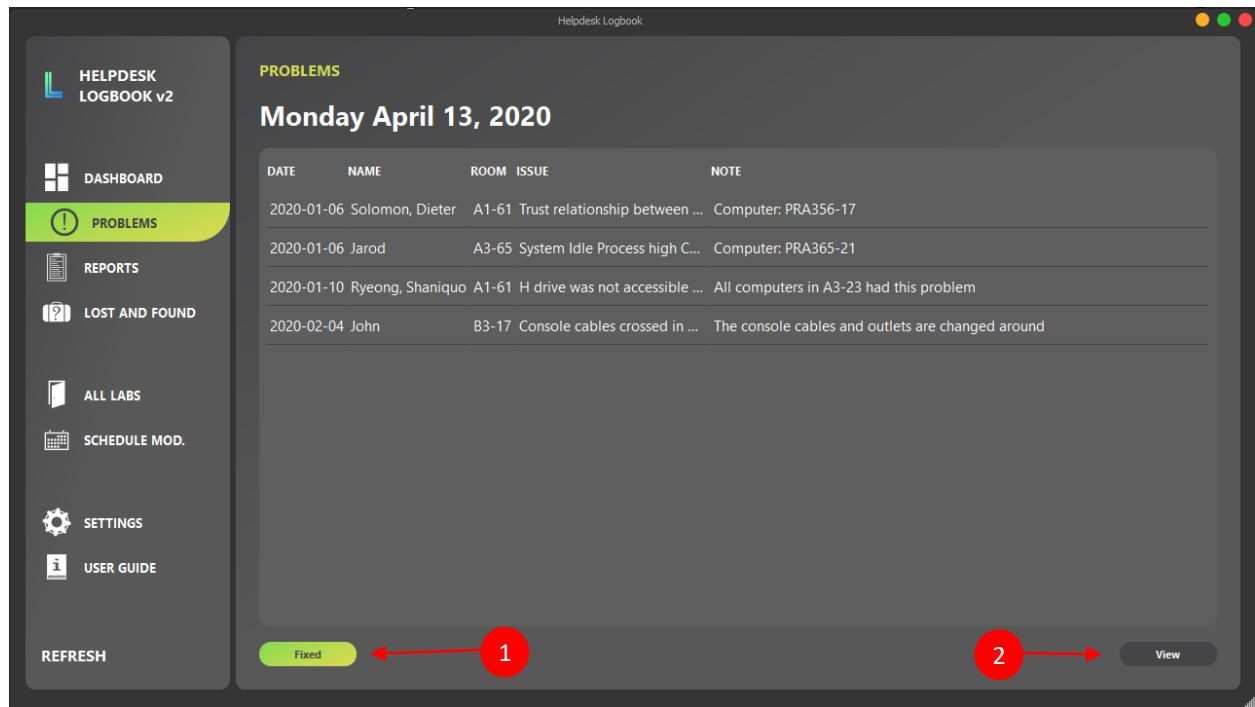 Helpdesk Logbook
HELPDESK
LOGBOOK v2
DASHBOARD
PROBLEMS
REPORTS
LOST AND FOUND
ALL LABS
SCHEDULE MOD.
SETTINGS
USER GUIDE
REFRESH
PROBLEMS
Monday April 13, 2020
DATE NAME ROOM ISSUE NOTE
2020-01-06 Solomon, Dieter A1-61 Trust relationship between ... Computer: PRA356-17
2020-01-06 Jarod A3-65 System Idle Process high C... Computer: PRA365-21
2020-01-10 Ryeong, Shaniquo A1-61 H drive was not accessible ... All computers in A3-23 had this problem
2020-02-04 John B3-17 Console cables crossed in ... The console cables and outlets are changed around
Fixed 1 2 View